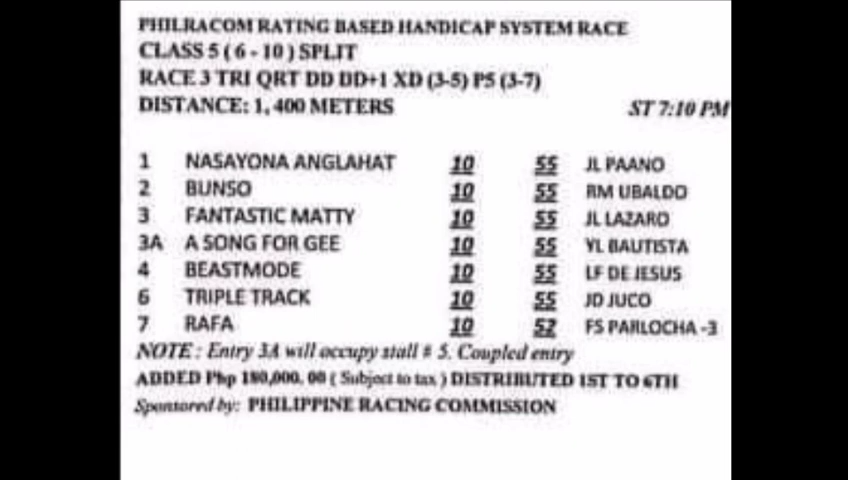 PHILRACOM RATING BASED HANDICAP SYSTEM RACE
CLASS 5 ( 6 - 10 ) SPLIT
RACE 3 TRI QRT DD DD+1 XD (3-5) P5 (3-7)
DISTANCE: 1, 400 METERS ST 7:10 PM
1 NASAYONA ANGLAHAT 10 55 JL PAANO
2 BUNSO 10 55 RM UBALDO
3 FANTASTIC MATTY 10 55 JL LAZARO
3A A SONG FOR GEE 10 55 YL BAUTISTA
4 BEASTMODE 10 55 LF DE JESUS
6 TRIPLE TRACK 10 55 JD JUCO
7 RAFA 10 52 FS PARLOCHA -3
NOTE : Entry 3A will occupy stall # 5. Coupled entry
ADDED Php 180,000. 00 ( Subject to tax ) DISTRIBUTED 1ST TO 6TH
Sponsored by: PHILIPPINE RACING COMMISSION